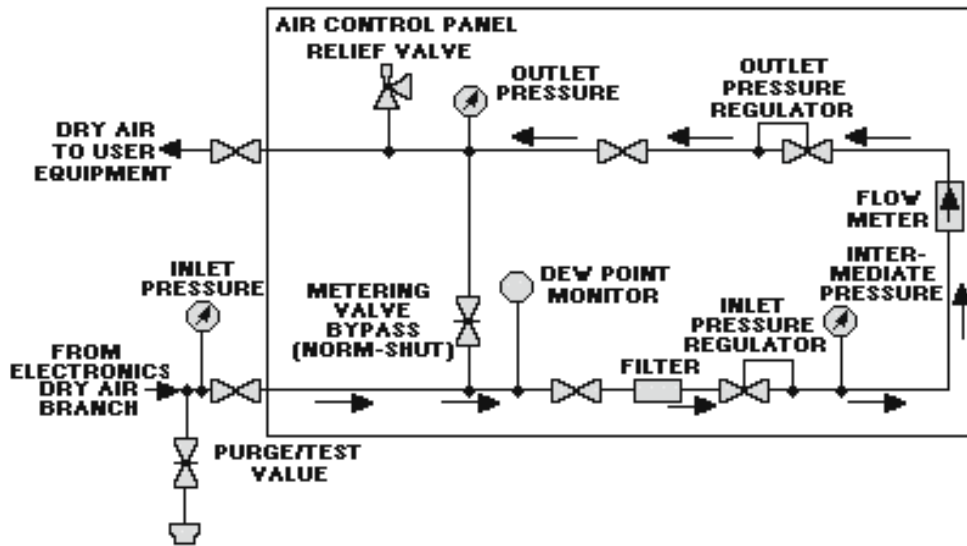 AIR CONTROL PANEL
RELIEF VALVE
OUTLET
PRESSURE
OUTLET
PRESSURE
REGULATOR
DRY AIR
TO USER
EQUIPMENT
FLOW
METER
INLET
PRESSURE
METERING
VALVE
BYPASS
(NORM-SHUT)
DEW POINT
MONITOR
INTER-
MEDIATE
PRESSURE
INLET
PRESSURE
REGULATOR
FROM
ELECTRONICS
DRY AIR
BRANCH
FILTER
PURGE/TEST
VALUE